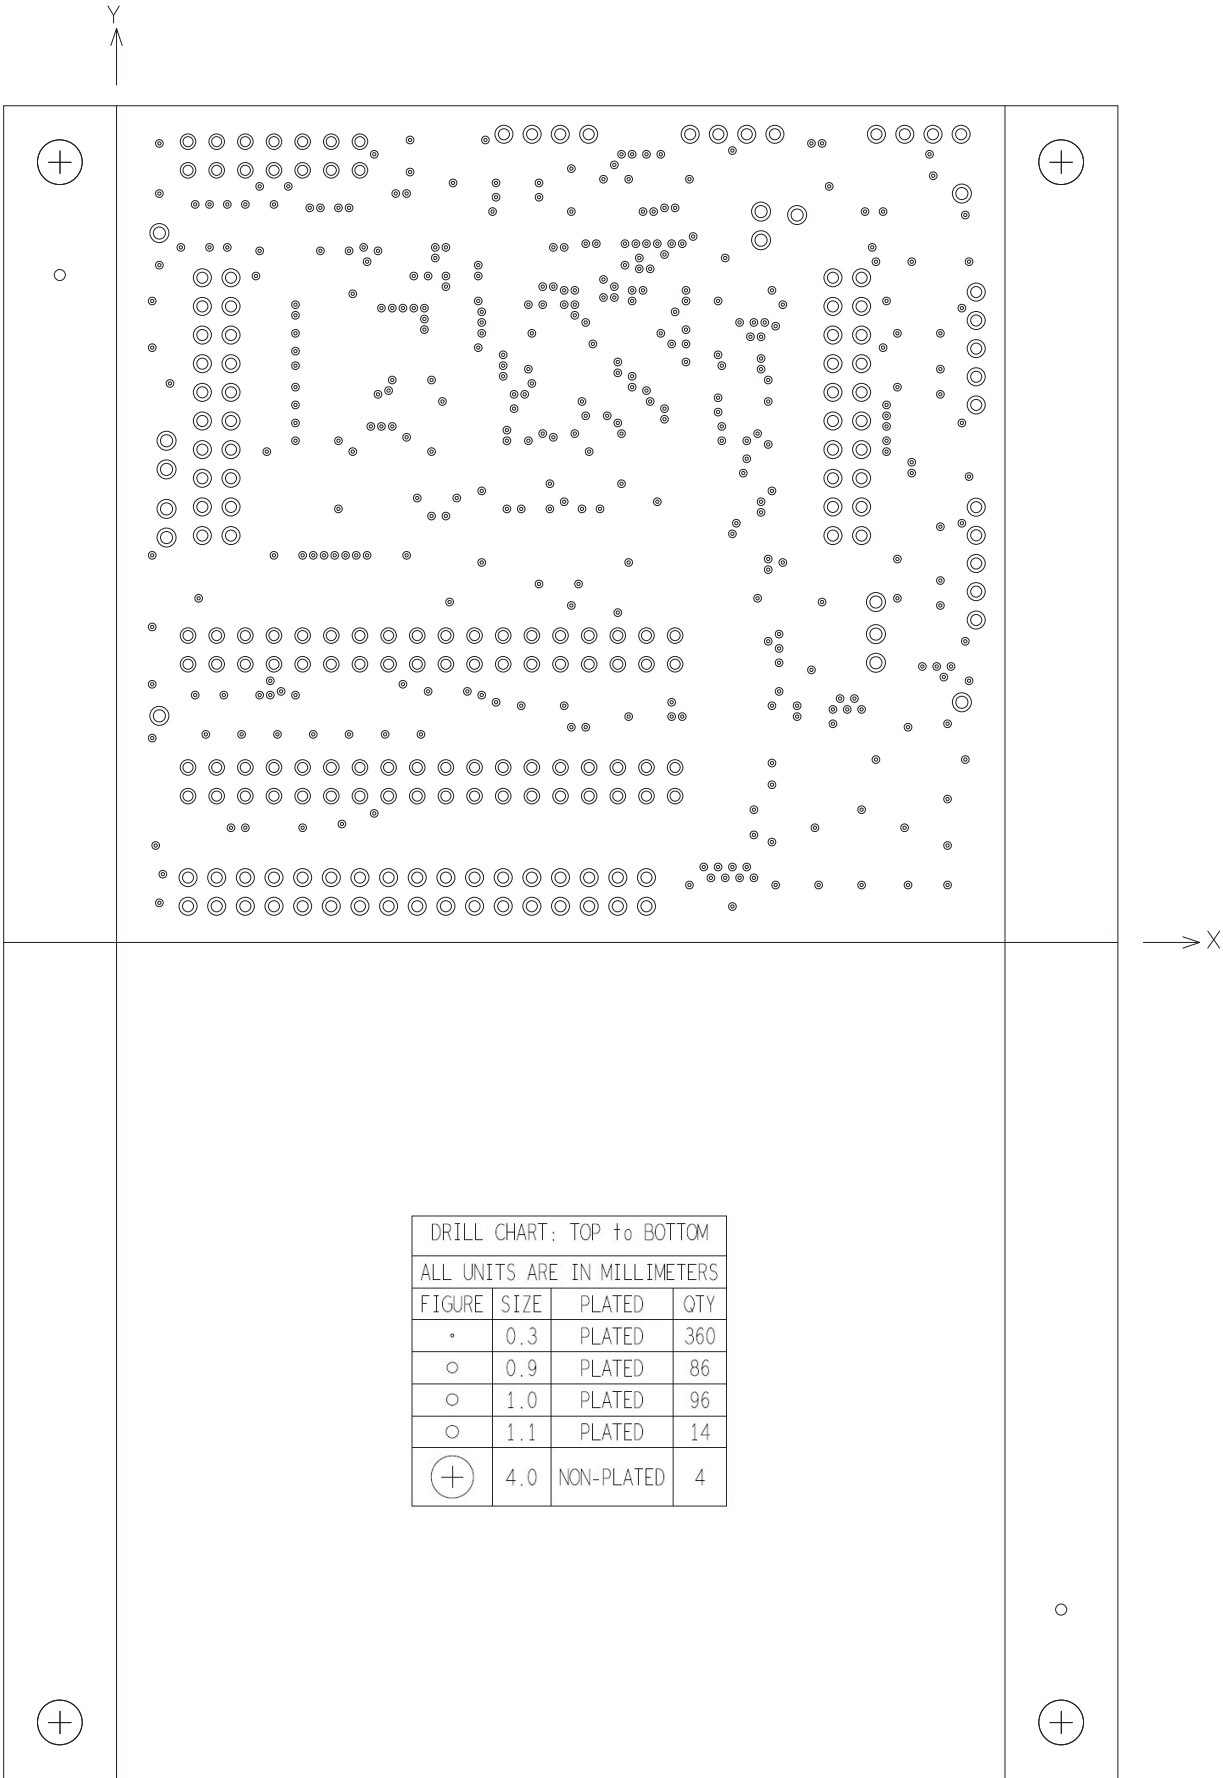 Y
X
DRILL CHART: TOP to BOTTOM
ALL UNITS ARE IN MILLIMETERS
FIGURE SIZE PLATED QTY
0.3 PLATED 360
0.9 PLATED 86
1.0 PLATED 96
1.1 PLATED 14
4.0 NON-PLATED 4